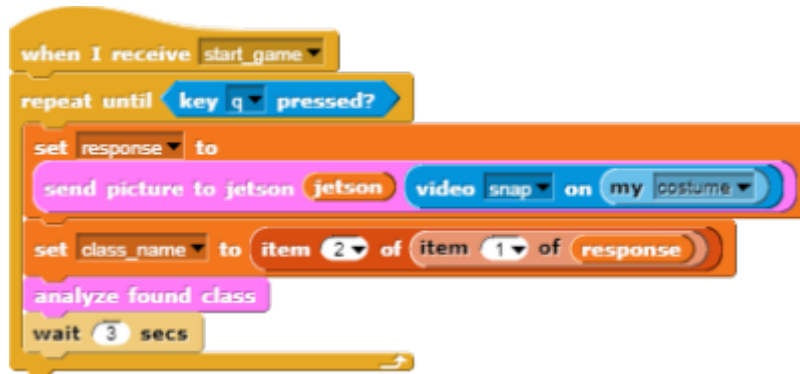 when I receive start_game
repeat until key q pressed?
set response to
send picture to jetson jetson video snap on my costume
set class_name to item 2 of item 1 of response
analyze found class
wait 3 secs